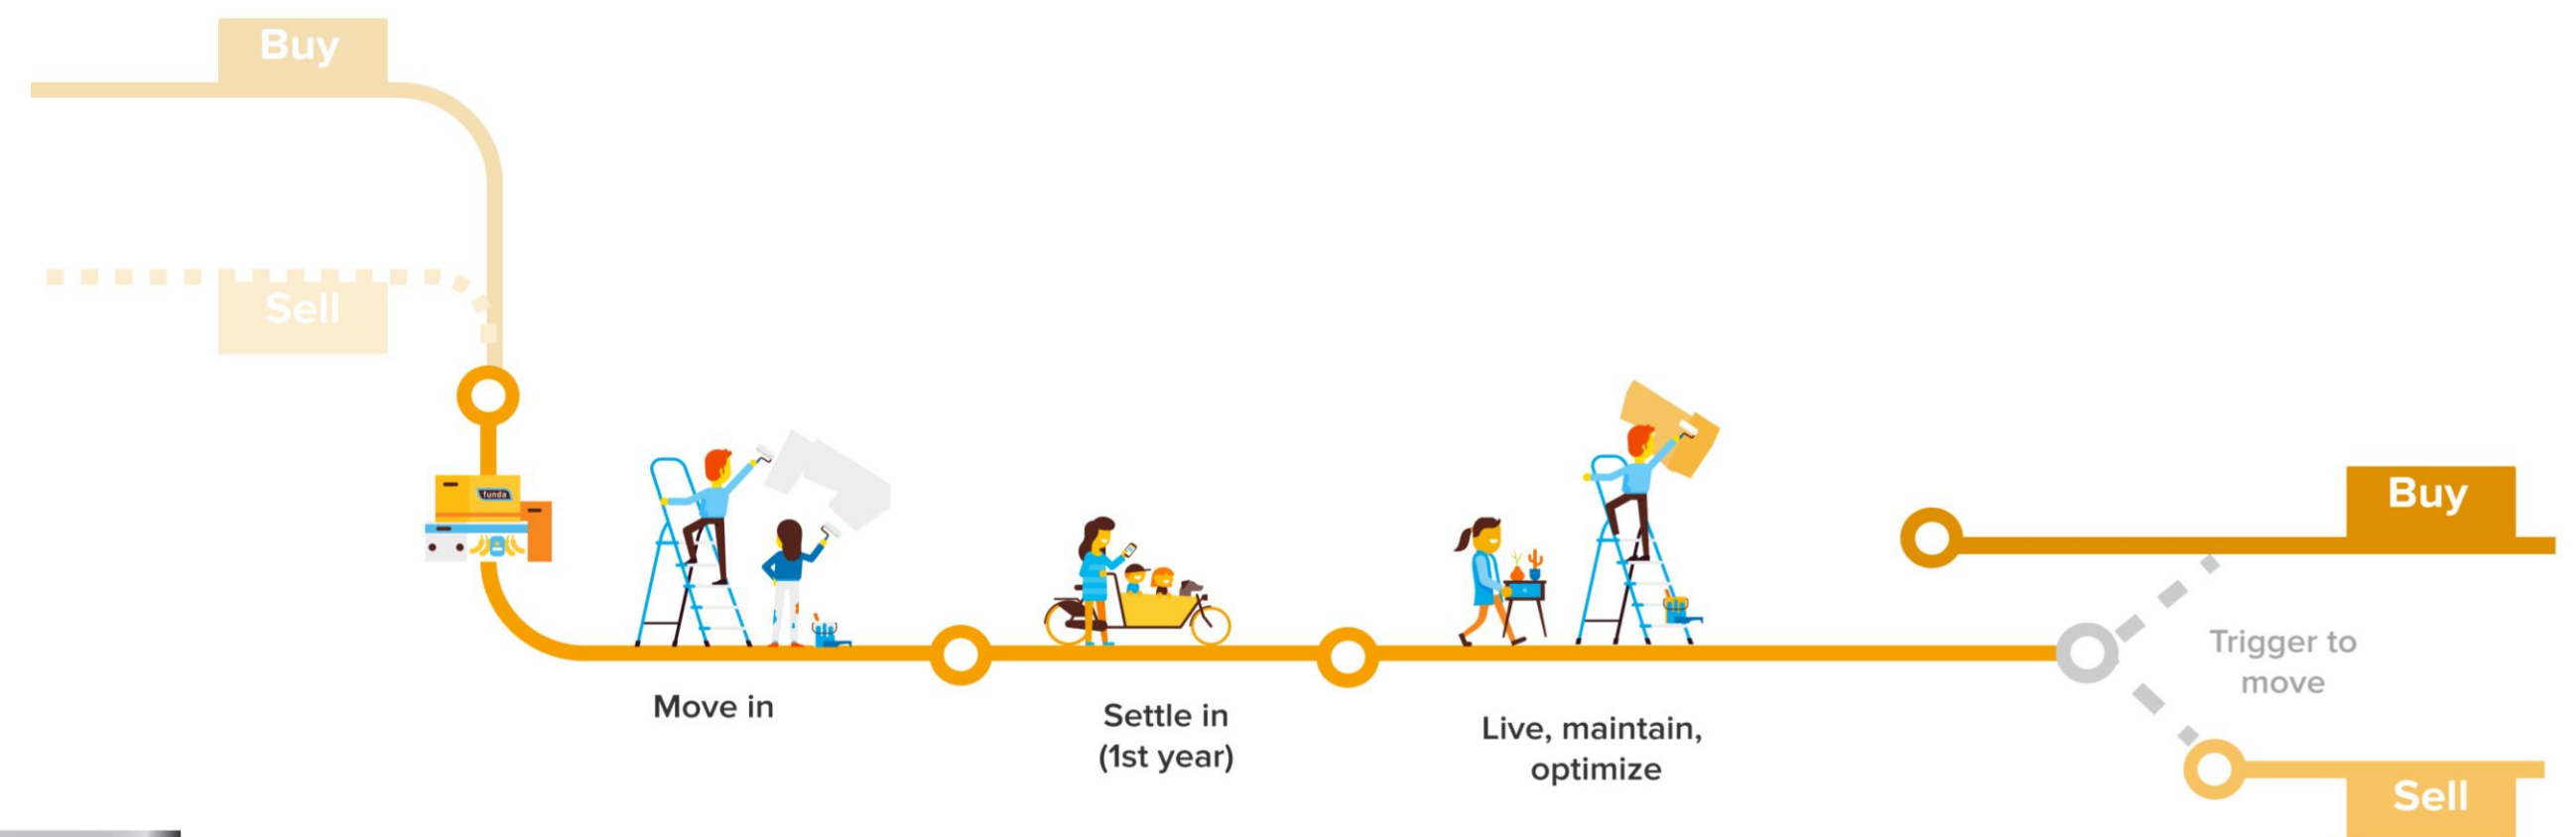 Buy
Sell
funda
Move in
Settle in
(1st year)
Live, maintain,
optimize
Buy
Trigger to
move
Sell